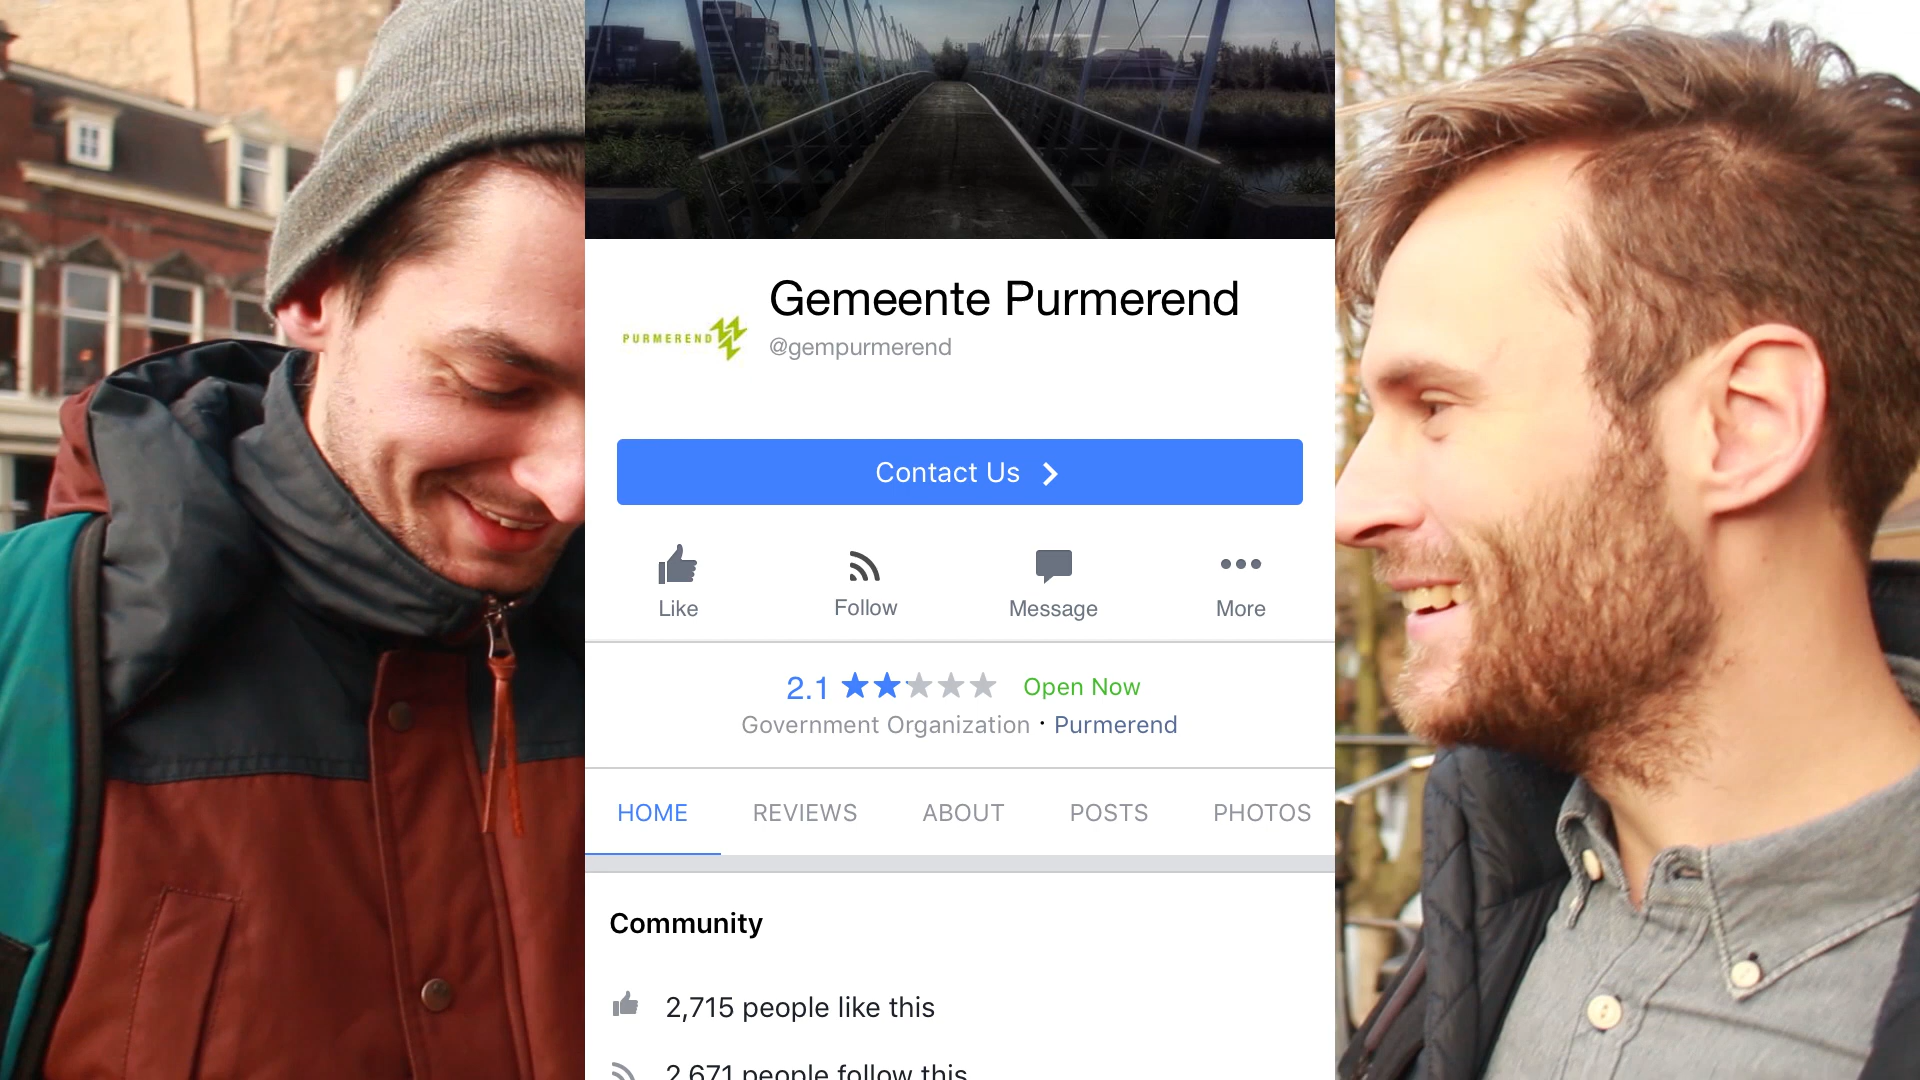 Gemeente Purmerend
PURMEREND
@gempurmerend
Contact Us
Like
Follow
Message
More
2.1
Open Now
Government Organization · Purmerend
HOME
REVIEWS
ABOUT
POSTS
PHOTOS
Community
2,715 people like this
2,671 people follow this